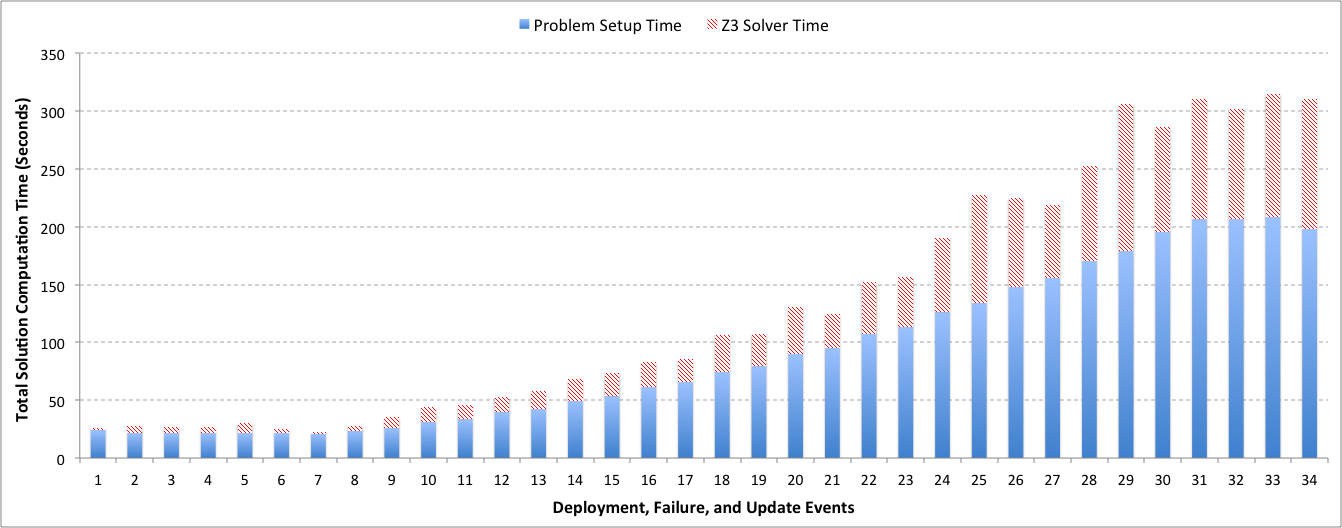 Problem Setup Time Z3 Solver Time
Total Solution Computation Time (Seconds)
350
300
250
200
150
100
50
0
1 2 3 4 5 6 7 8 9 10 11 12 13 14 15 16 17 18 19 20 21 22 23 24 25 26 27 28 29 30 31 32 33 34
Deployment, Failure, and Update Events